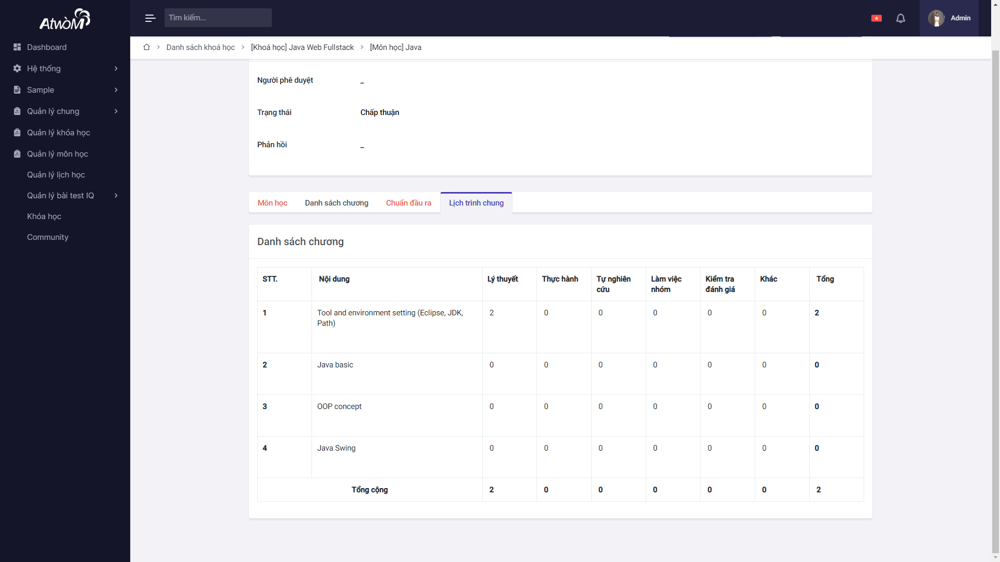 AtwòM
Tìm kiếm...
Admin
Dashboard
Hệ thống
Sample
Quản lý chung
Quản lý khóa học
Quản lý môn học
Quản lý lịch học
Quản lý bài test IQ
Khóa học
Community
Danh sách khoá học > [Khoá học] Java Web Fullstack > [Môn học] Java
Người phê duyệt _
Trạng thái Chấp thuận
Phản hồi _
Môn học Danh sách chương Chuẩn đầu ra Lịch trình chung
Danh sách chương
STT. Nội dung Lý thuyết Thực hành Tự nghiên cứu Làm việc nhóm Kiểm tra đánh giá Khác Tổng
1 Tool and environment setting (Eclipse, JDK, Path) 2 0 0 0 0 0 2
2 Java basic 0 0 0 0 0 0 0
3 OOP concept 0 0 0 0 0 0 0
4 Java Swing 0 0 0 0 0 0 0
Tổng cộng 2 0 0 0 0 0 2